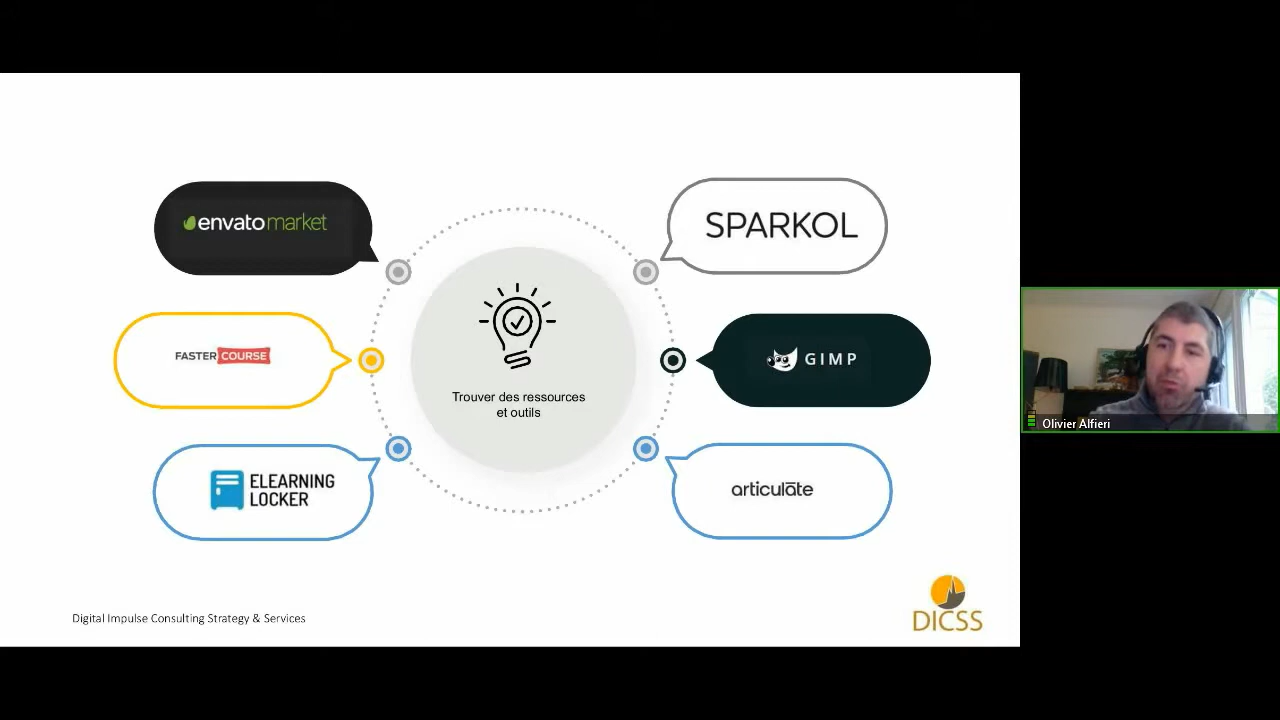 envatomarket
SPARKOL
FASTER COURSE
GIMP
Trouver des ressources
et outils
ELEARNING
LOCKER
articulate
Digital Impulse Consulting Strategy & Services
DICSS
Olivier Alfieri